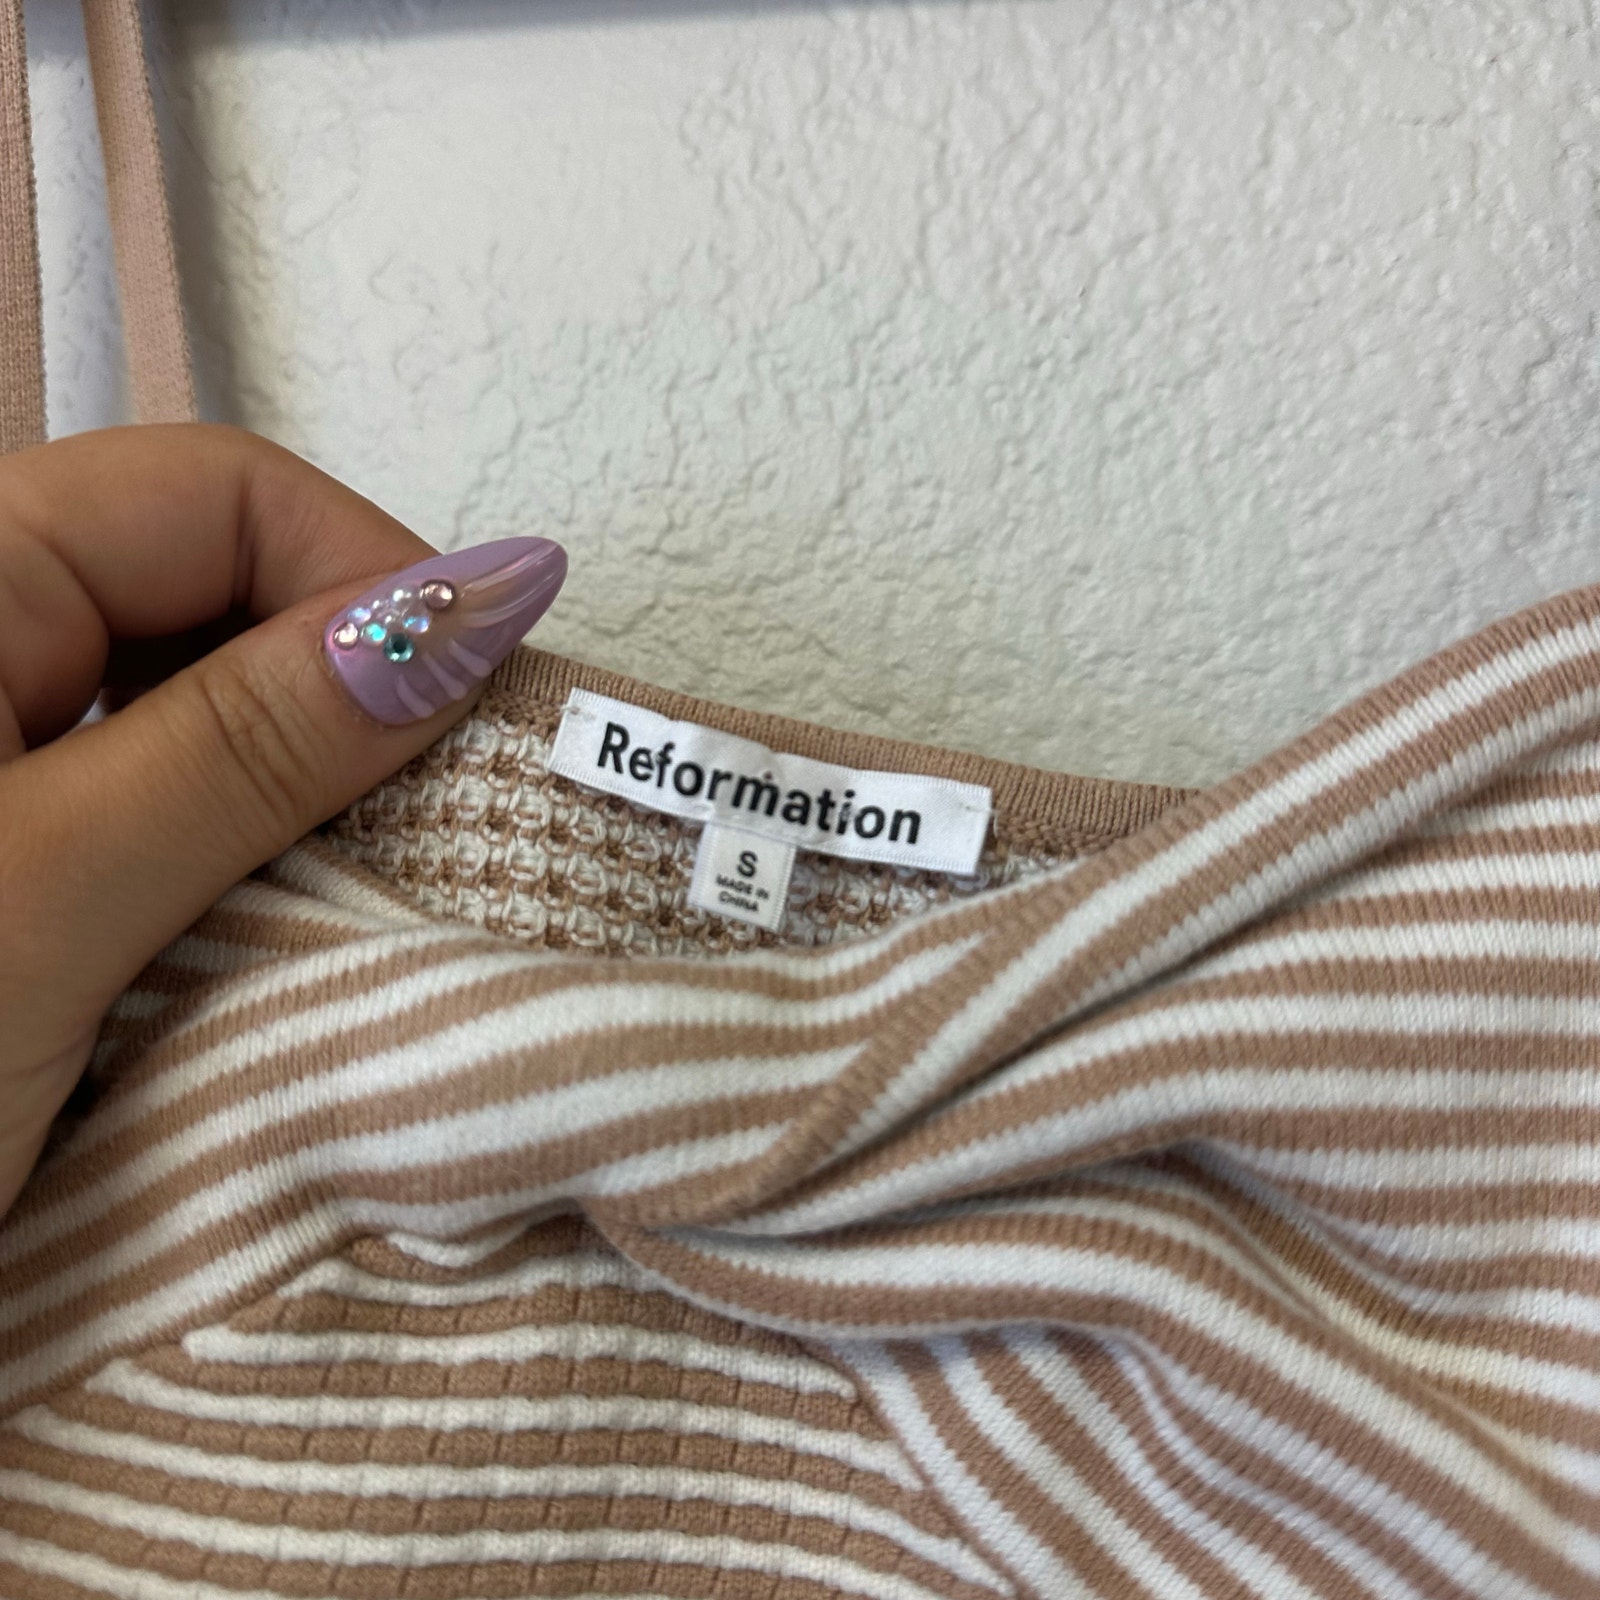 Reformation
S
MADE IN
CHINA